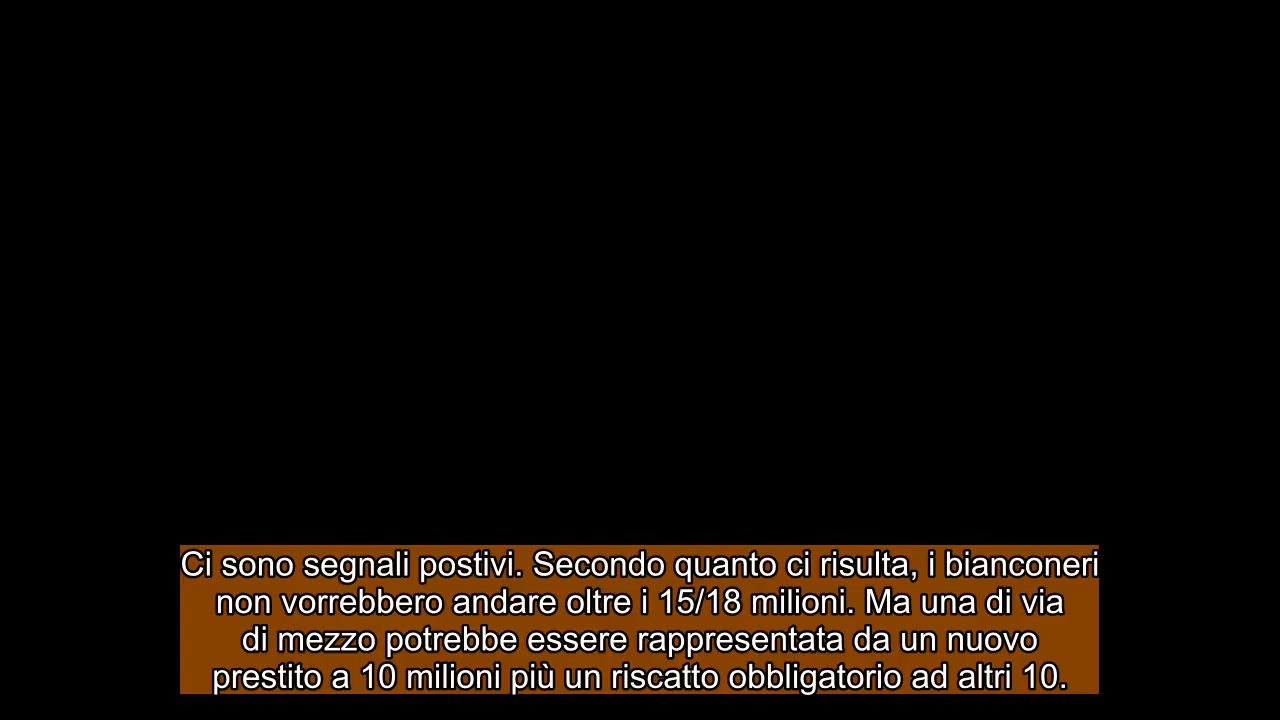 Ci sono segnali postivi. Secondo quanto ci risulta, i bianconeri
non vorrebbero andare oltre i 15/18 milioni. Ma una di via
di mezzo potrebbe essere rappresentata da un nuovo
prestito a 10 milioni più un riscatto obbligatorio ad altri 10.